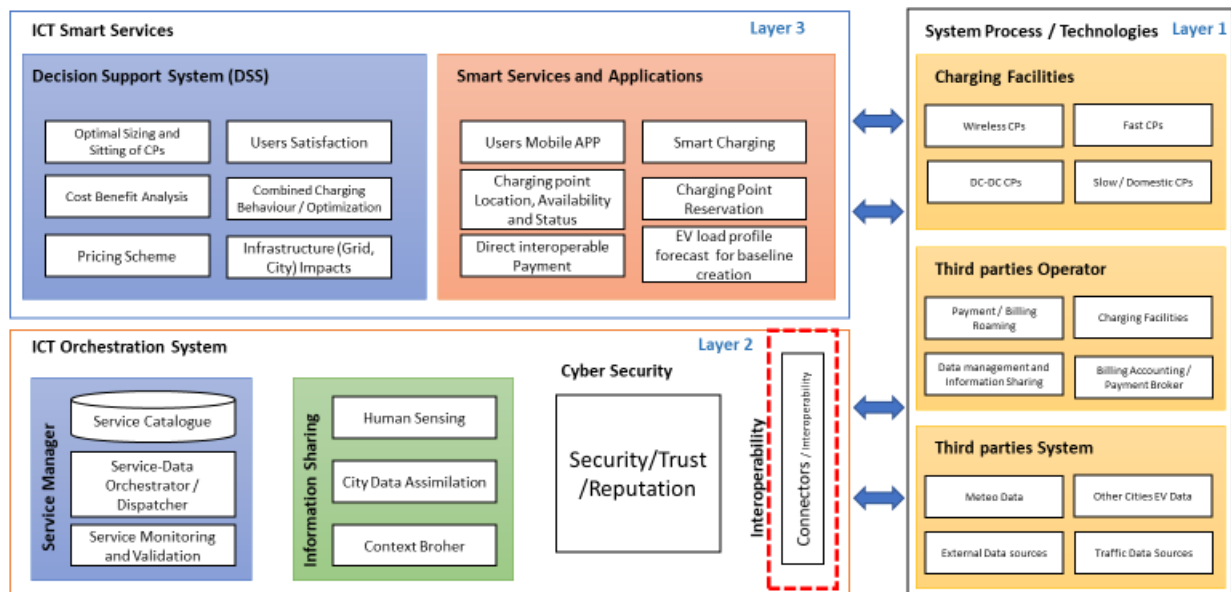 ICT Smart Services
Layer 3
Decision Support System (DSS)
Optimal Sizing and
Sitting of CPs
Users Satisfaction
Cost Benefit Analysis
Combined Charging
Behaviour / Optimization
Pricing Scheme
Infrastructure (Grid,
City) Impacts
Smart Services and Applications
Users Mobile APP
Smart Charging
Charging point
Location, Availability
and Status
Charging Point
Reservation
Direct interoperable
Payment
EV load profile
forecast for baseline
creation
ICT Orchestration System
Layer 2
Service Manager
Service Catalogue
Service-Data
Orchestrator /
Dispatcher
Service Monitoring
and Validation
Information Sharing
Human Sensing
City Data Assimilation
Context Broher
Cyber Security
Security/Trust
/Reputation
Interoperability
Connectors / Interoperability
System Process / Technologies
Layer 1
Charging Facilities
Wireless CPs
Fast CPs
DC-DC CPs
Slow / Domestic CPs
Third parties Operator
Payment / Billing
Roaming
Charging Facilities
Data management and
Information Sharing
Billing Accounting /
Payment Broker
Third parties System
Meteo Data
Other Cities EV Data
External Data sources
Traffic Data Sources